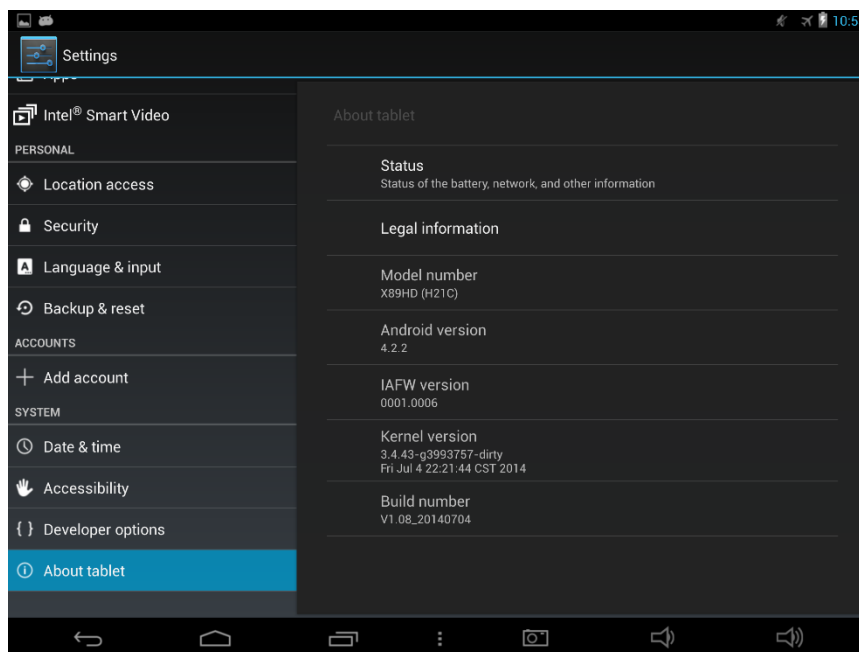 10:5
Settings
Apps
Intel® Smart Video
PERSONAL
Location access
Security
Language & input
Backup & reset
ACCOUNTS
Add account
SYSTEM
Date & time
Accessibility
Developer options
About tablet
About tablet
Status
Status of the battery, network, and other information
Legal information
Model number
X89HD (H21C)
Android version
4.2.2
IAFW version
0001.0006
Kernel version
3.4.43-g3993757-dirty
Fri Jul 4 22:21:44 CST 2014
Build number
V1.08_20140704